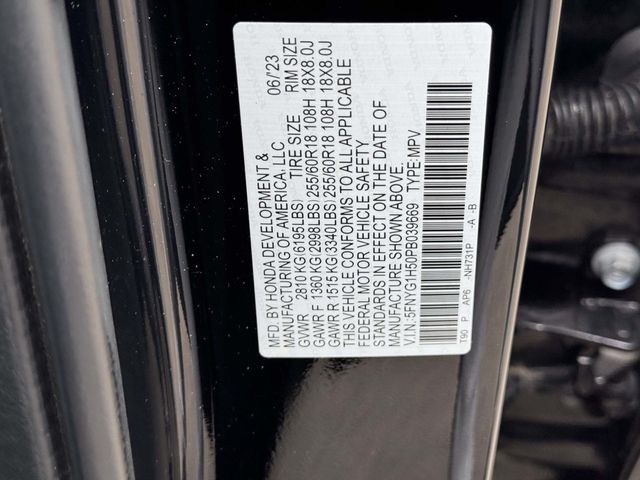 MFD. BY HONDA DEVELOPMENT & 06/'23
MANUFACTURING OF AMERICA, LLC
GVWR 2810 KG (6195LBS) TIRE SIZE RIM SIZE
GAWR F 1360 KG (2998LBS) 255/60R18 108H 18X8.0J
GAWR R 1515 KG (3340LBS) 255/60R18 108H 18X8.0J
THIS VEHICLE CONFORMS TO ALL APPLICABLE
FEDERAL MOTOR VEHICLE SAFETY
STANDARDS IN EFFECT ON THE DATE OF
MANUFACTURE SHOWN ABOVE.
V.I.N.:5FNYG1H60PB039669 TYPE:MPV
T90 P AP6 -NH731P -A -B